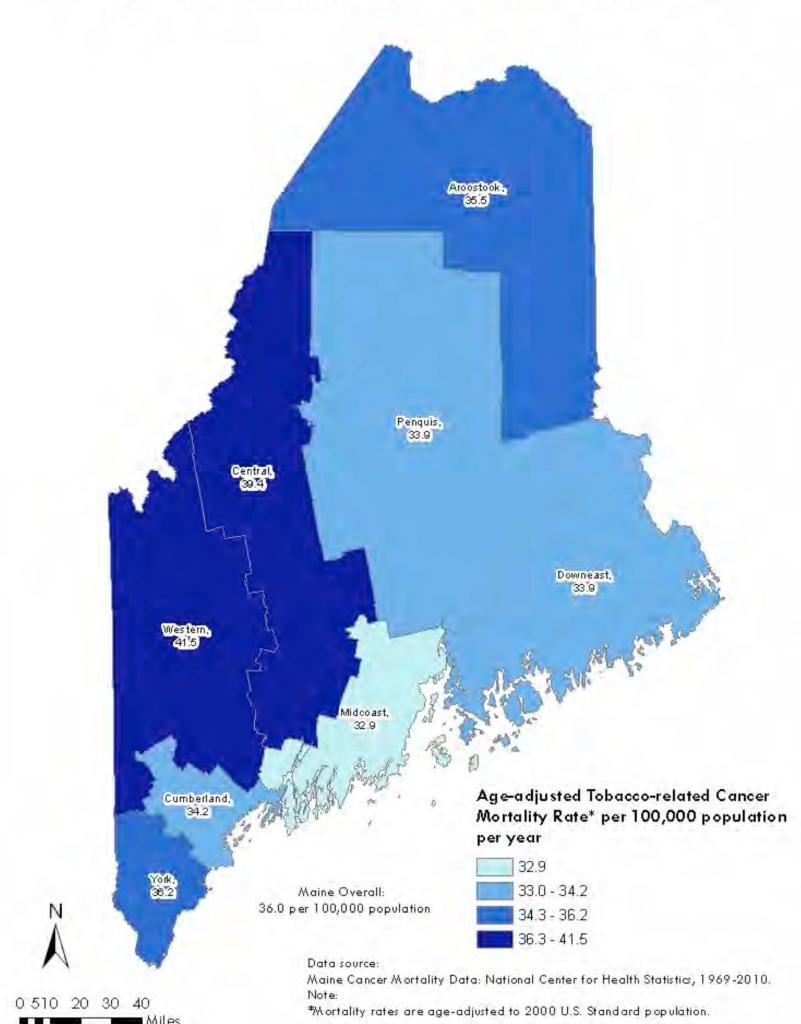 Aroostook,
35.5
Penquis,
33.9
Central,
39.4
Downeast,
33.9
Western,
41.5
Midcoast,
32.9
Cumberland,
34.2
York,
36.2
Age-adjusted Tobacco-related Cancer
Mortality Rate* per 100,000 population
per year
32.9
33.0 - 34.2
34.3 - 36.2
36.3 - 41.5
Maine Overall:
36.0 per 100,000 population
N
Data source:
Maine Cancer Mortality Data: National Center for Health Statistics, 1969-2010.
Note:
*Mortality rates are age-adjusted to 2000 U.S. Standard population.
0 510 20 30 40
Miles